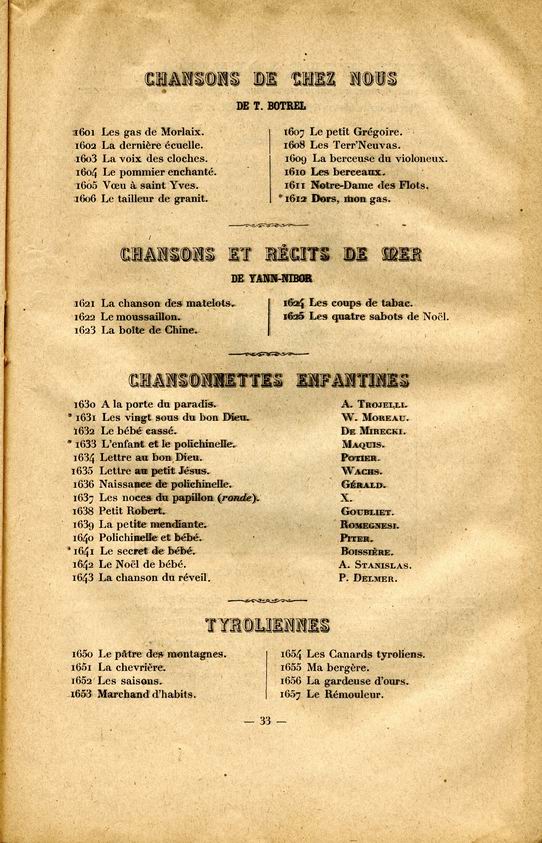 CHANSONS DE CHEZ NOUS
DE T. BOTREL
1601 Les gas de Morlaix.
1602 La dernière écuelle.
1603 La voix des cloches.
1604 Le pommier enchanté.
1605 Vœu à saint Yves.
1606 Le tailleur de granit.
1607 Le petit Grégoire.
1608 Les Terr'Neuvas.
1609 La berceuse du violoneux.
1610 Les berceaux.
1611 Notre-Dame des Flots.
*1612 Dors, mon gas.
CHANSONS ET RÉCITS DE MER
DE YANN-NIBOR
1621 La chanson des matelots.
1622 Le moussaillon.
1623 La boîte de Chine.
1624 Les coups de tabac.
1625 Les quatre sabots de Noël.
CHANSONNETTES ENFANTINES
1630 A la porte du paradis. A. TROJELLI.
*1631 Les vingt sous du bon Dieu. W. MOREAU.
1632 Le bébé cassé. DE MIRECKI.
*1633 L'enfant et le polichinelle. MAQUIS.
1634 Lettre au bon Dieu. POTIER.
1635 Lettre au petit Jésus. WACHS.
1636 Naissance de polichinelle. GÉRALD.
1637 Les noces du papillon (ronde). X.
1638 Petit Robert. GOUBLIET.
1639 La petite mendiante. ROMEGNESI.
1640 Polichinelle et bébé. PITER.
*1641 Le secret de bébé. BOISSIÈRE.
1642 Le Noël de bébé. A. STANISLAS.
1643 La chanson du réveil. P. DELMER.
TYROLIENNES
1650 Le pâtre des montagnes.
1651 La chevrière.
1652 Les saisons.
1653 Marchand d'habits.
1654 Les Canards tyroliens.
1655 Ma bergère.
1656 La gardeuse d'ours.
1657 Le Rémouleur.
— 33 —